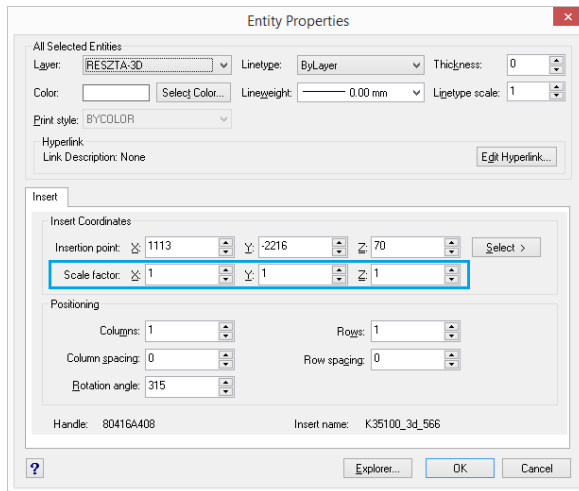 Entity Properties
All Selected Entities
Layer: RESZTA-3D Linetype: ByLayer Thickness: 0
Color: Select Color... Lineweight: 0.00 mm Linetype scale: 1
Print style: BYCOLOR
Hyperlink
Link Description: None Edit Hyperlink...
Insert
Insert Coordinates
Insertion point: X: 1113 Y: -2216 Z: 70 Select >
Scale factor: X: 1 Y: 1 Z: 1
Positioning
Columns: 1 Rows: 1
Column spacing: 0 Row spacing: 0
Rotation angle: 315
Handle: 80416A408 Insert name: K35100_3d_566
? Explorer... OK Cancel